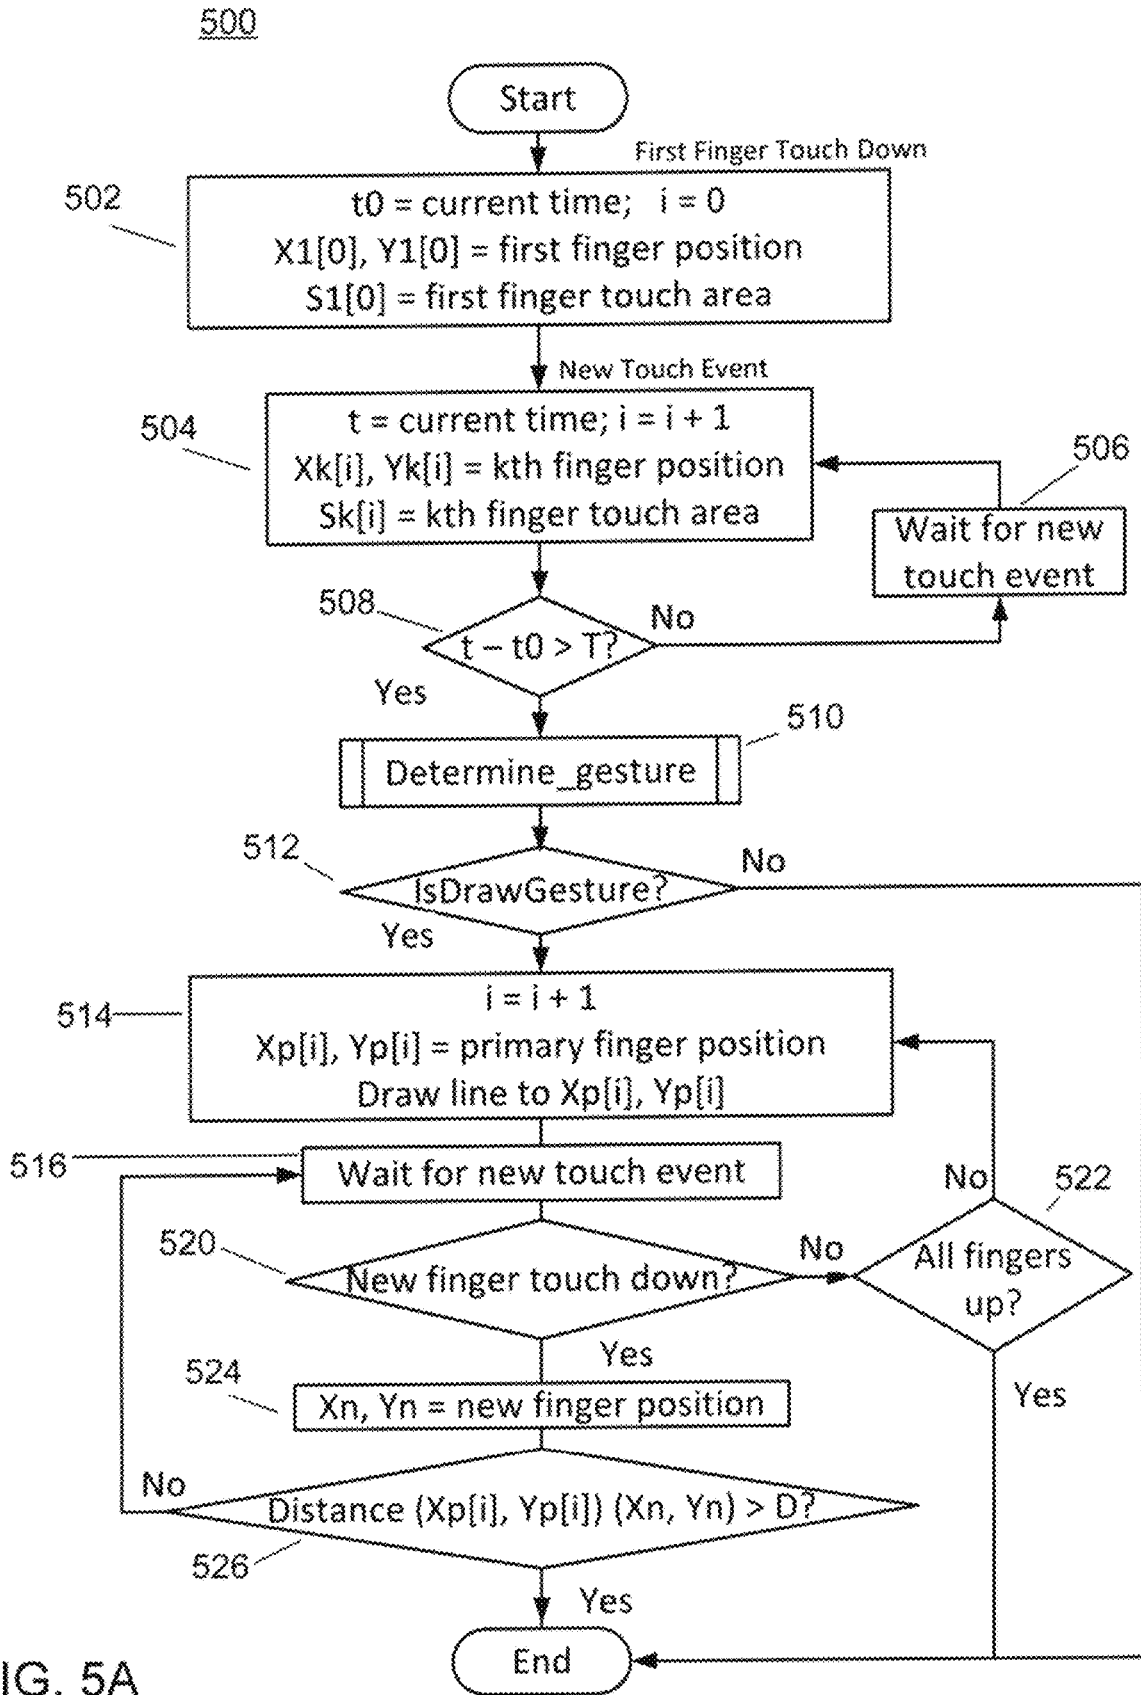 500
Start
First Finger Touch Down
502
t0 = current time; i = 0
X1[0], Y1[0] = first finger position
S1[0] = first finger touch area
New Touch Event
504
t = current time; i = i + 1
Xk[i], Yk[i] = kth finger position
Sk[i] = kth finger touch area
506
Wait for new
touch event
508
t – t0 > T?
No
Yes
510
Determine_gesture
512
IsDrawGesture?
No
Yes
514
i = i + 1
Xp[i], Yp[i] = primary finger position
Draw line to Xp[i], Yp[i]
516
Wait for new touch event
520
New finger touch down?
No
522
All fingers
up?
No
Yes
Yes
524
Xn, Yn = new finger position
No
Distance (Xp[i], Yp[i]) (Xn, Yn) > D?
526
Yes
End
IG. 5A